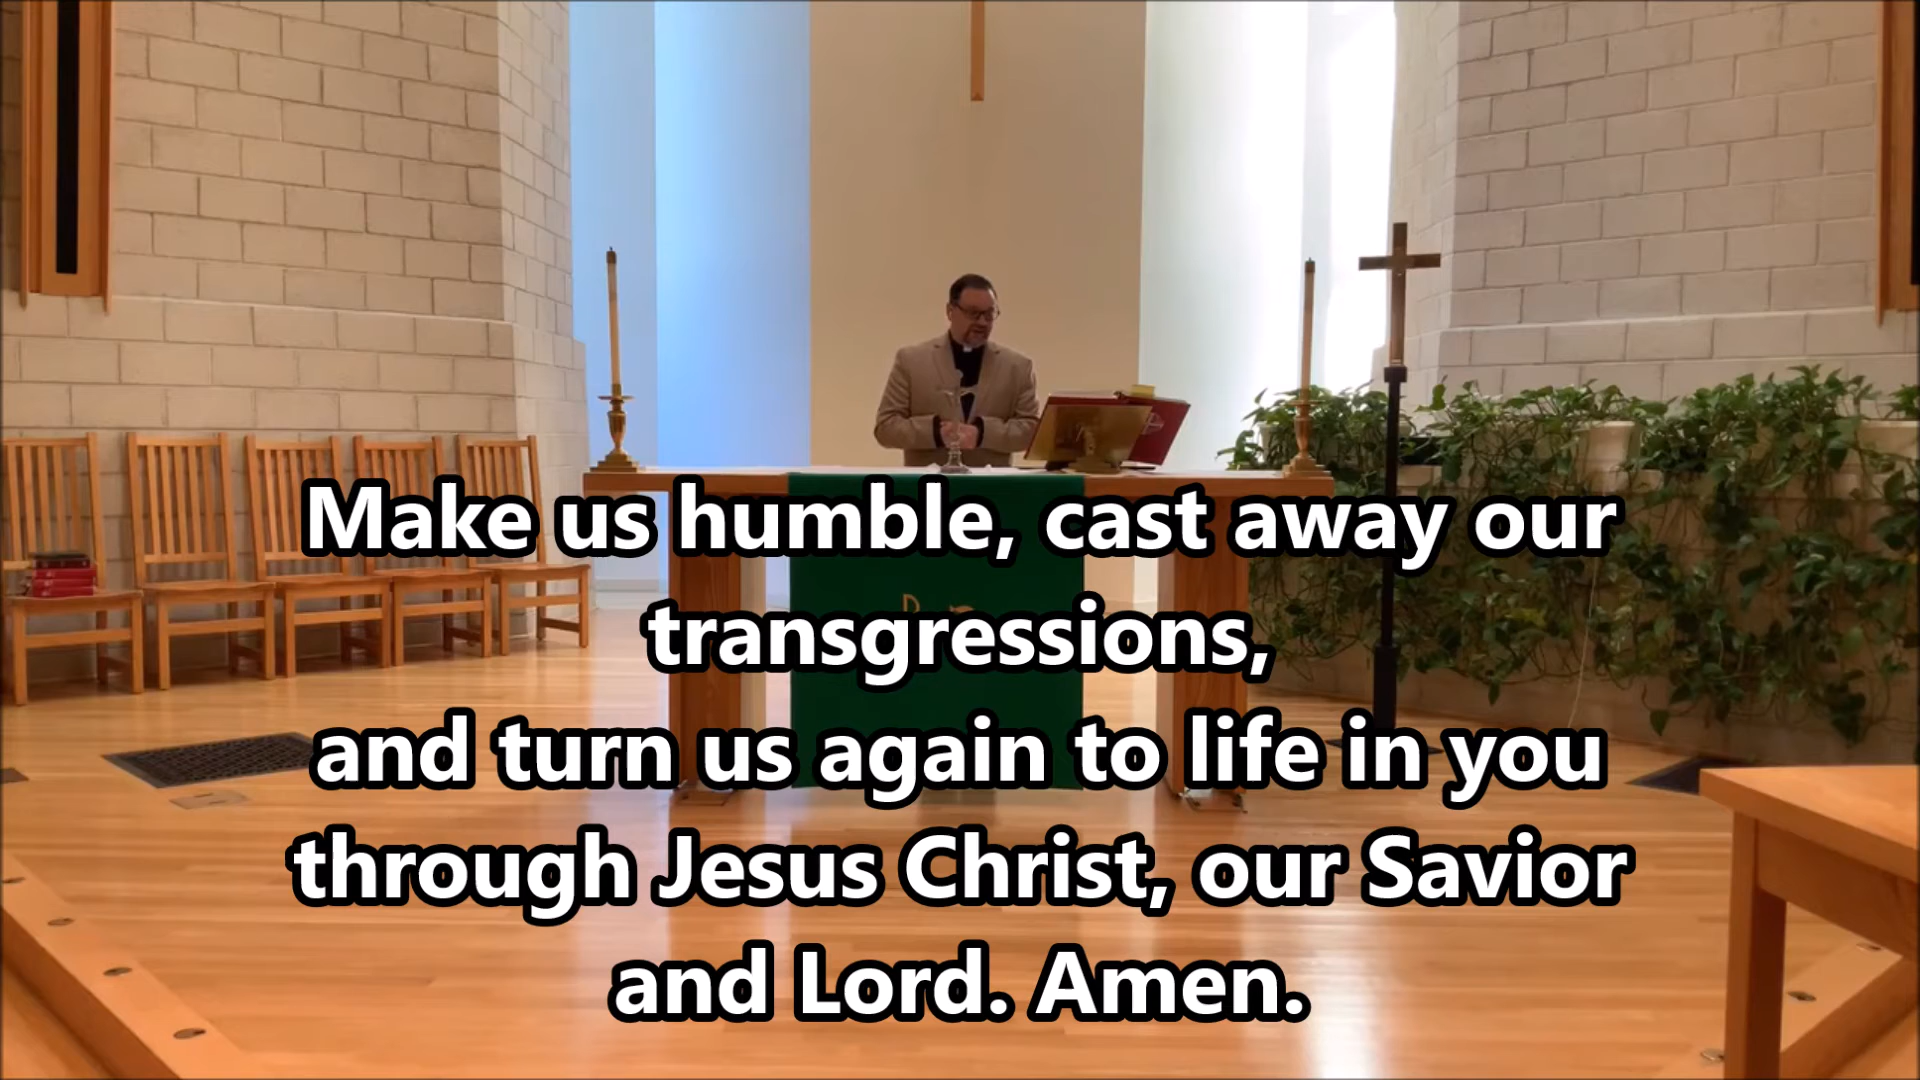 Make us humble, cast away our
transgressions,
and turn us again to life in you
through Jesus Christ, our Savior
and Lord. Amen.